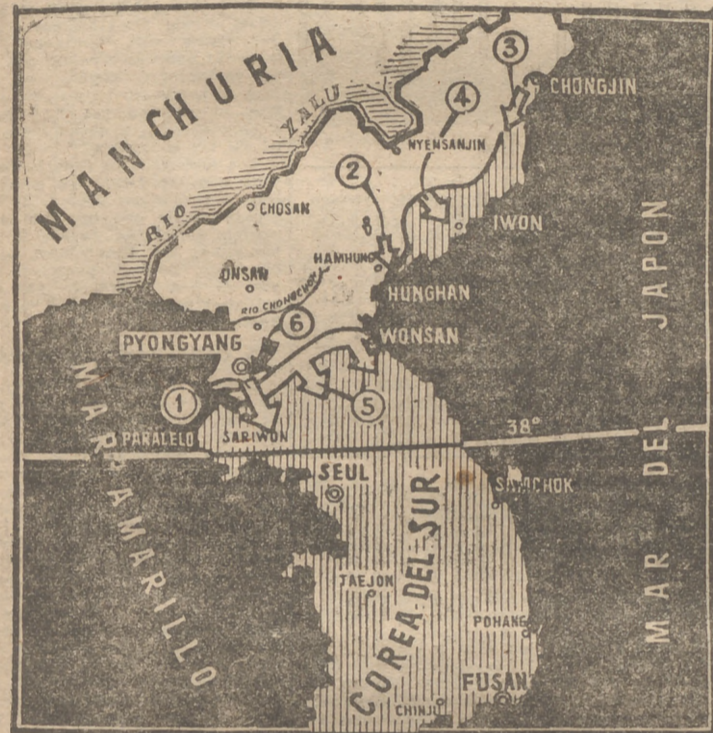 MANCHURIA
RIO YALU
3
CHONGJIN
4
NYENSANJIN
2
CHOSAN
IWON
HAMHUNG
ONSAN
HUNGHAN
RIO CHONGCHON
6
PYONGYANG
WONSAN
1
5
PARALELO
SARIWON
38°
SEUL
SAMCHOK
MAR AMARILLO
MAR DEL JAPON
COREA DEL SUR
TAEJON
POHANG
FUSAN
CHINJU